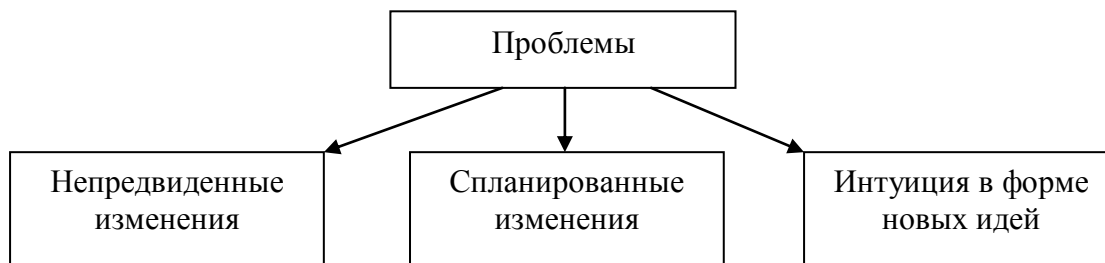 Проблемы
Непредвиденные
изменения
Спланированные
изменения
Интуиция в форме
новых идей